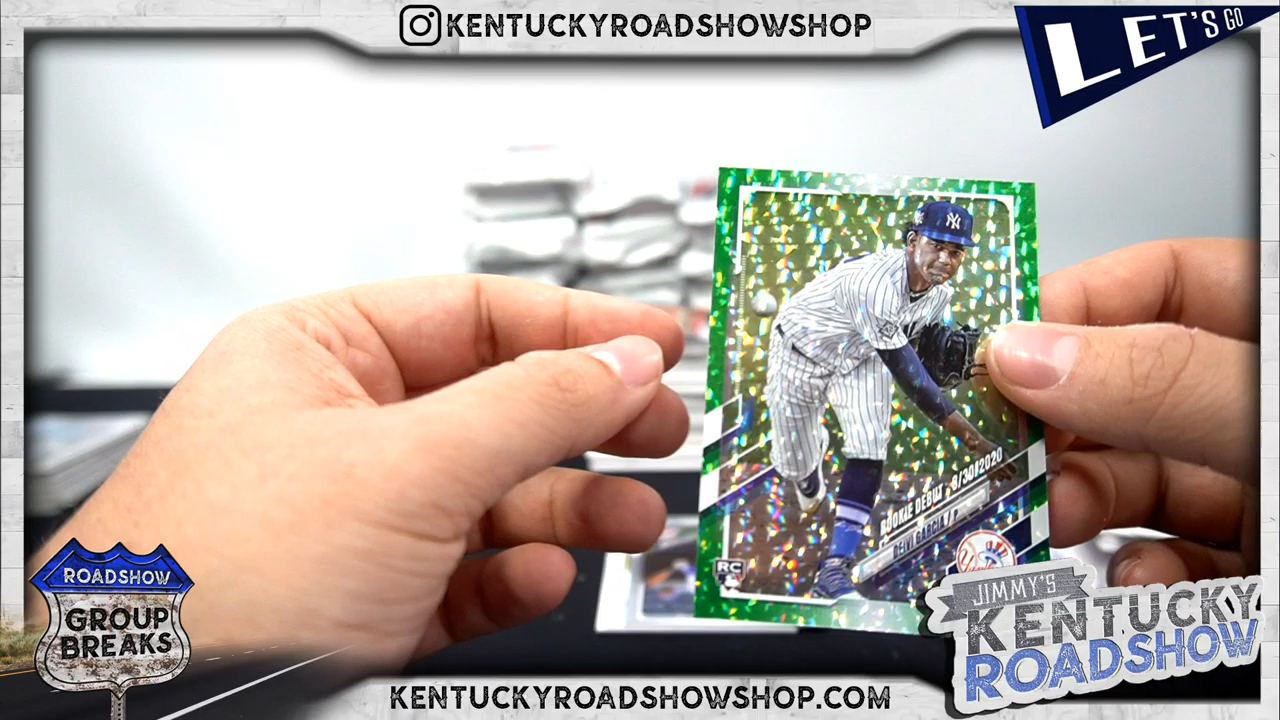 KENTUCKYROADSHOWSHOP
LET'S GO
NY
ROOKIE DEBUT - 8/30/2020
DEIVI GARCIA / P
RC
ROADSHOW
GROUP
BREAKS
JIMMY'S
KENTUCKY
ROADSHOW
KENTUCKYROADSHOWSHOP.COM